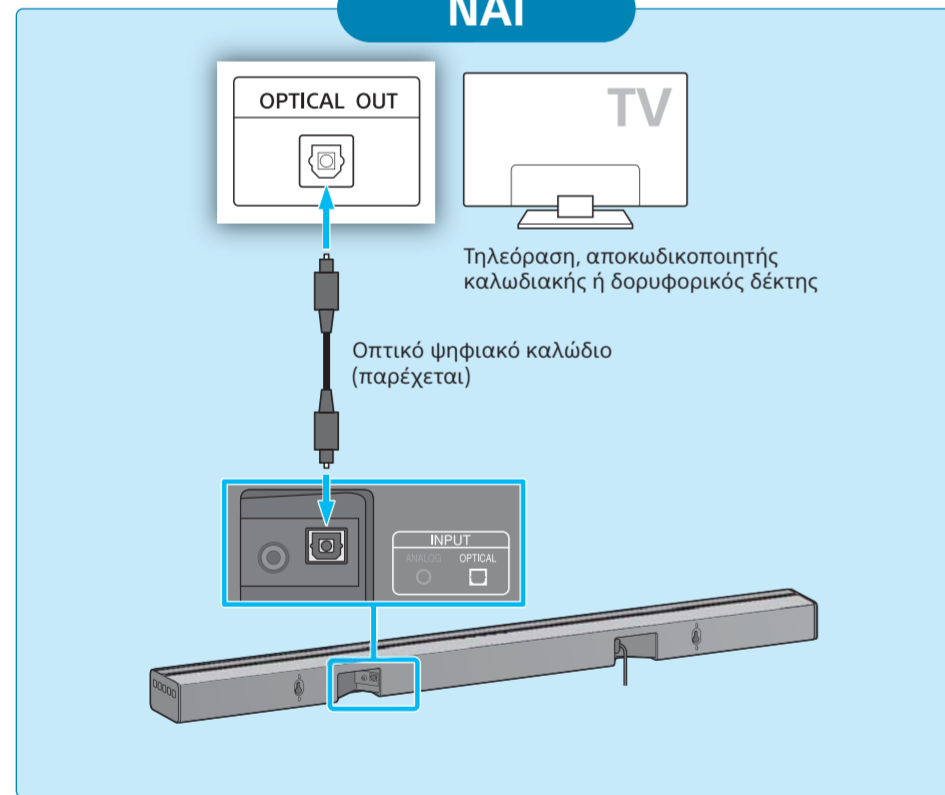 ΝΑΙ
OPTICAL OUT
TV
Τηλεόραση, αποκωδικοποιητής
καλωδιακής ή δορυφορικός δέκτης
Οπτικό ψηφιακό καλώδιο
(παρέχεται)
INPUT
ANALOG OPTICAL